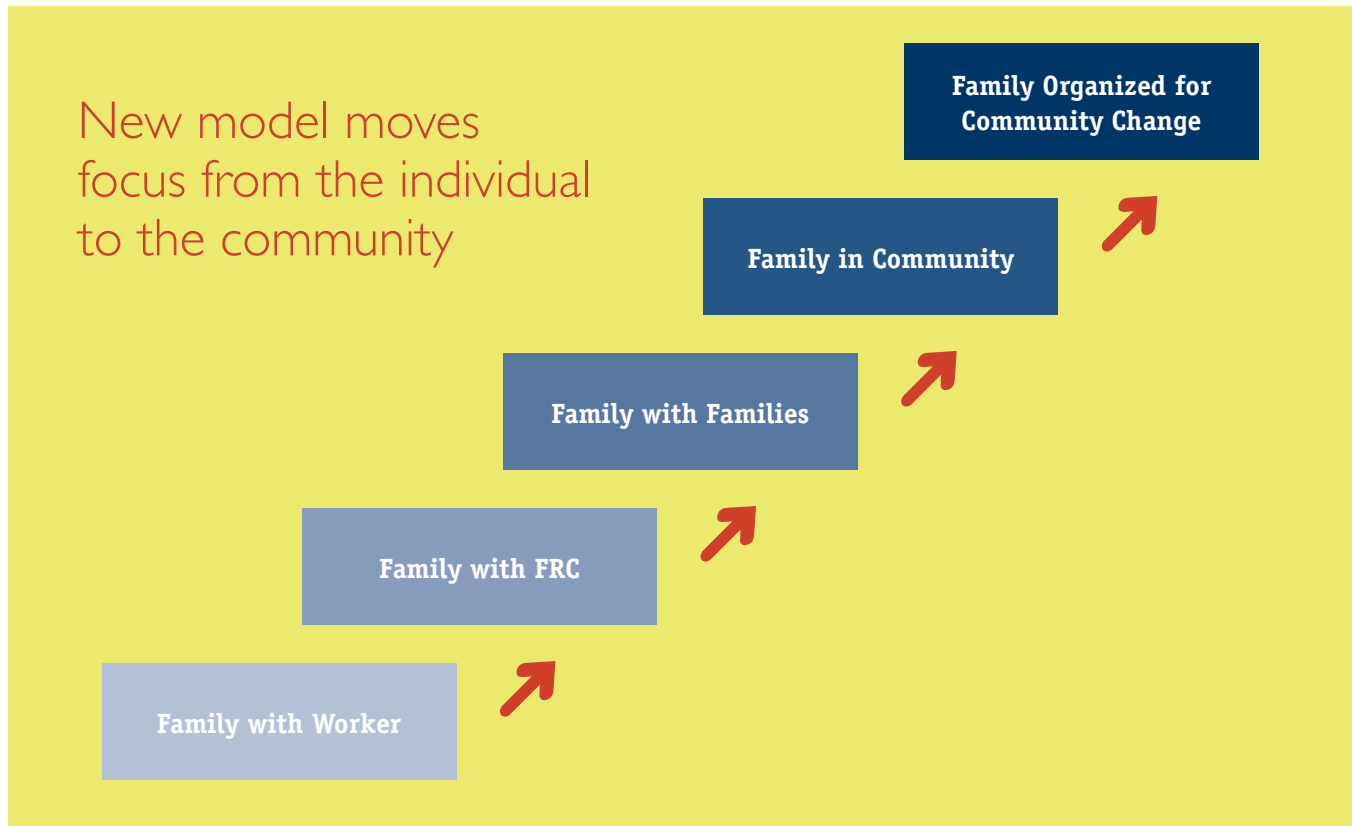 New model moves
focus from the individual
to the community
Family Organized for
Community Change
Family in Community
Family with Families
Family with FRC
Family with Worker